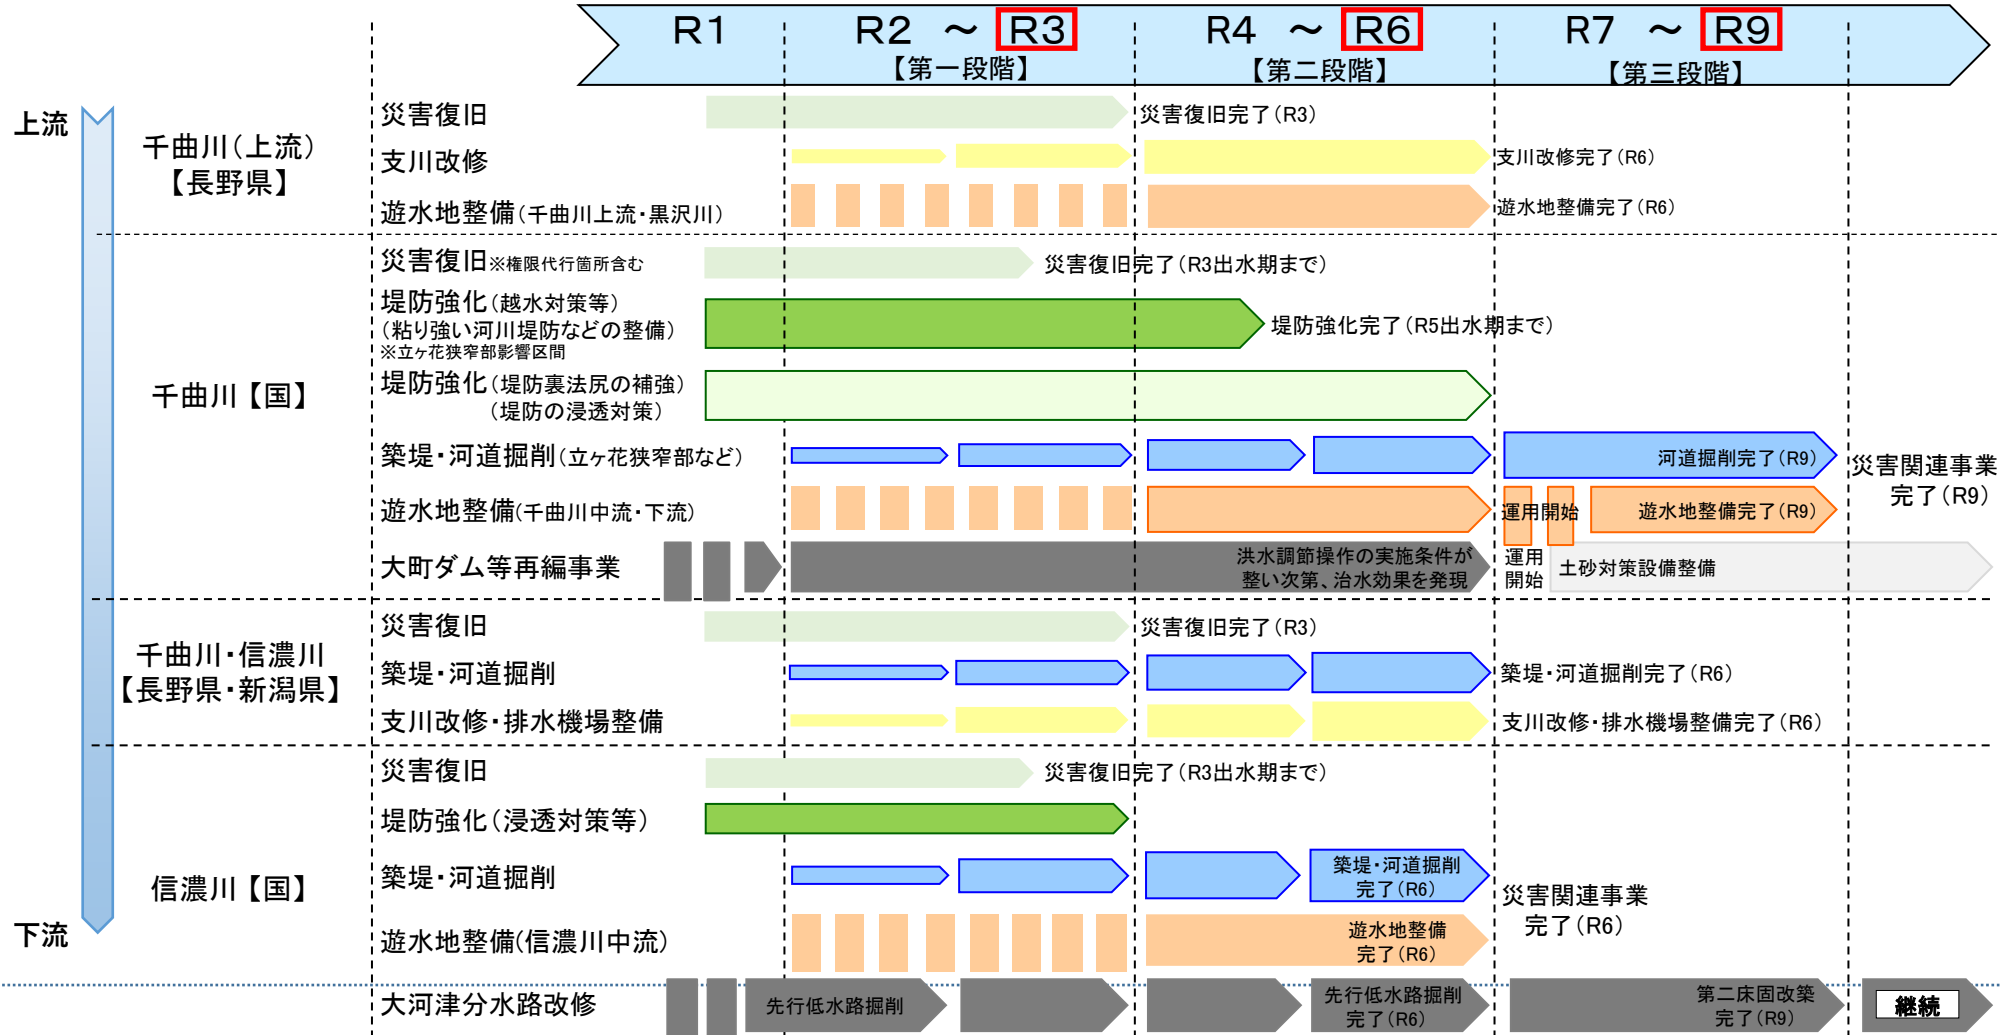 R1
R2 ～ R3
【第一段階】
R4 ～ R6
【第二段階】
R7 ～ R9
【第三段階】
上流
千曲川（上流）
【長野県】
災害復旧
災害復旧完了（R3）
支川改修
支川改修完了（R6）
遊水地整備（千曲川上流・黒沢川）
遊水地整備完了（R6）
千曲川【国】
災害復旧※権限代行箇所含む
災害復旧完了（R3出水期まで）
堤防強化（越水対策等）
（粘り強い河川堤防などの整備）
※立ヶ花狭窄部影響区間
堤防強化完了（R5出水期まで）
堤防強化（堤防裏法尻の補強）
（堤防の浸透対策）
築堤・河道掘削（立ヶ花狭窄部など）
河道掘削完了（R9）
遊水地整備（千曲川中流・下流）
運用開始
遊水地整備完了（R9）
災害関連事業
完了（R9）
大町ダム等再編事業
洪水調節操作の実施条件が
整い次第、治水効果を発現
運用
開始
土砂対策設備整備
千曲川・信濃川
【長野県・新潟県】
災害復旧
災害復旧完了（R3）
築堤・河道掘削
築堤・河道掘削完了（R6）
支川改修・排水機場整備
支川改修・排水機場整備完了（R6）
信濃川【国】
災害復旧
災害復旧完了（R3出水期まで）
堤防強化（浸透対策等）
築堤・河道掘削
築堤・河道掘削
完了（R6）
遊水地整備（信濃川中流）
遊水地整備
完了（R6）
災害関連事業
完了（R6）
下流
大河津分水路改修
先行低水路掘削
先行低水路掘削
完了（R6）
第二床固改築
完了（R9）
継続